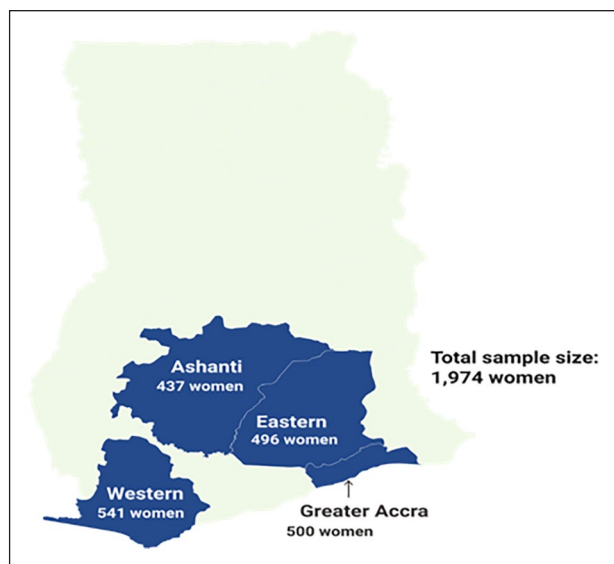 Ashanti
437 women
Total sample size:
1,974 women
Eastern
496 women
Western
541 women
Greater Accra
500 women